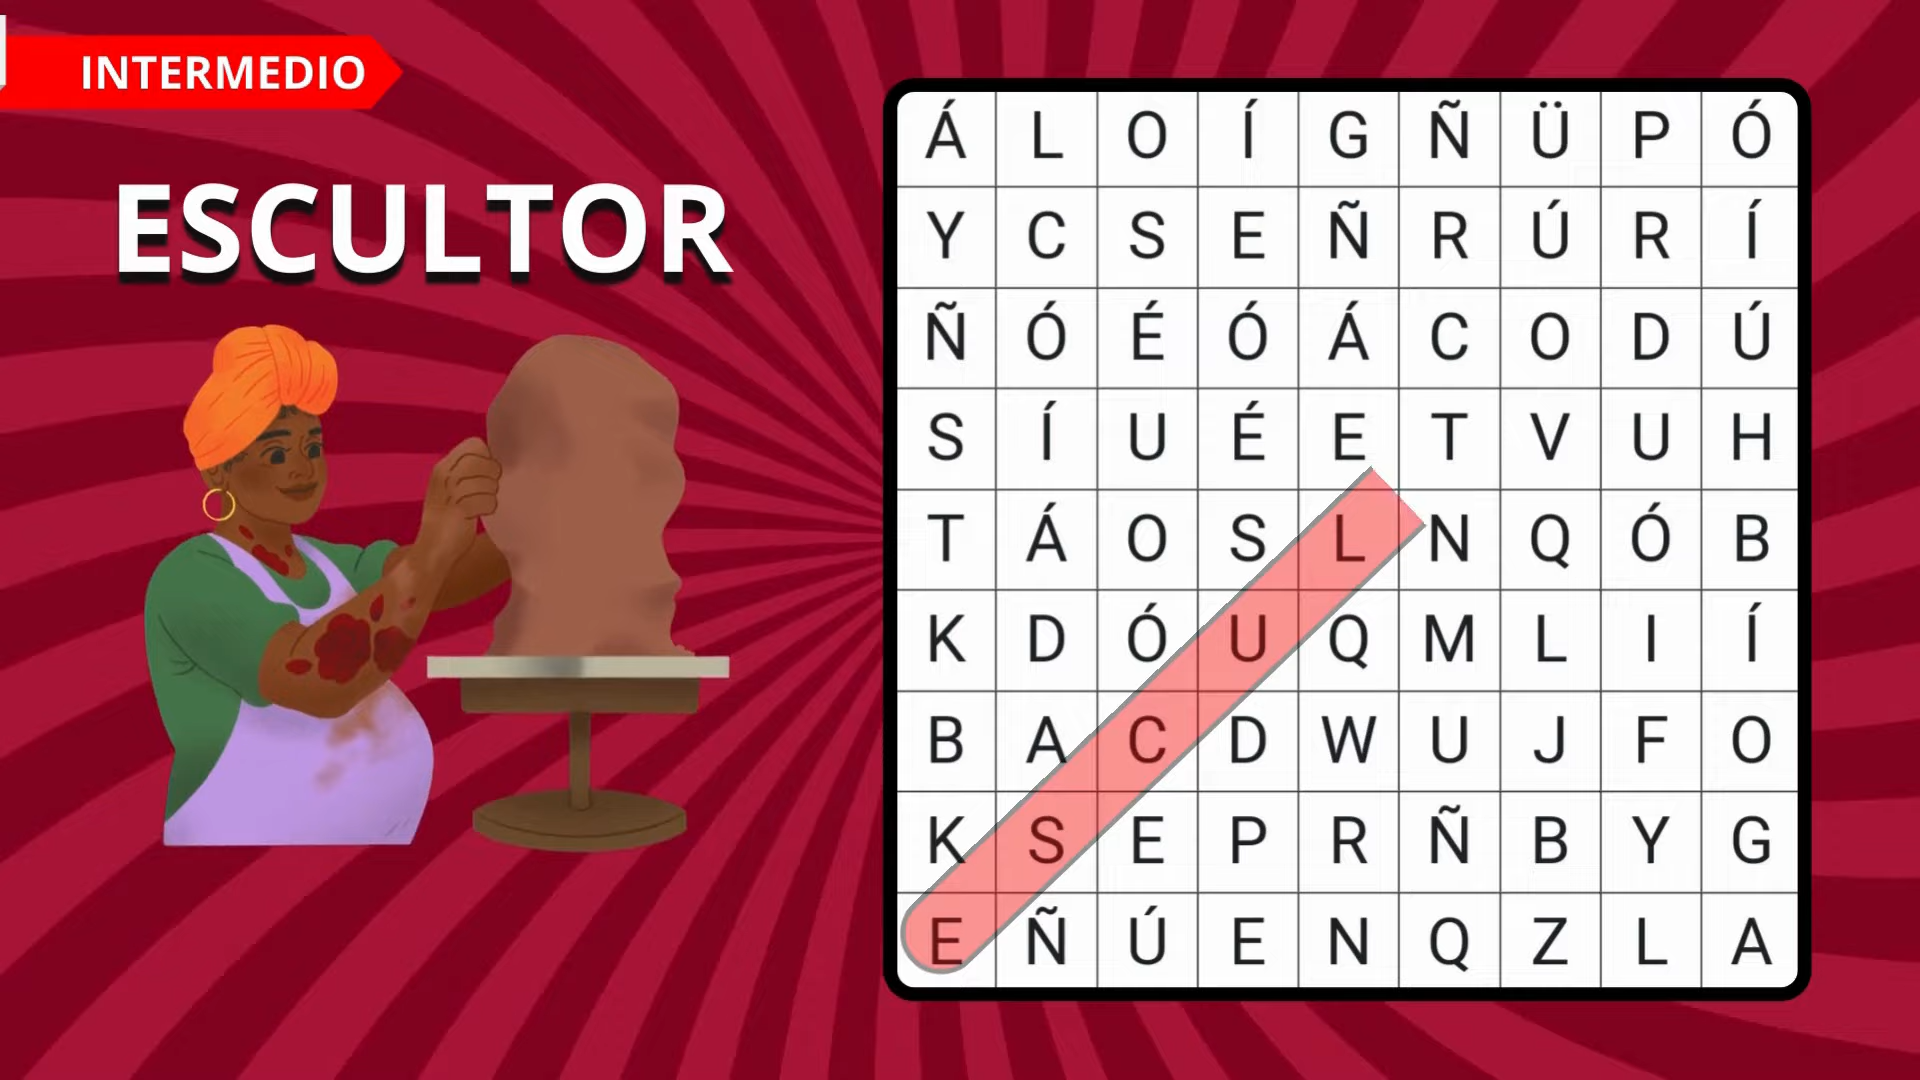 INTERMEDIO
ESCULTOR
Á L O Í G Ñ Ü P Ó
Y C S E Ñ R Ú R Í
Ñ Ó É Ó Á C O D Ú
S Í U É E T V U H
T Á O S L N Q Ó B
K D Ó U Q M L I Í
B A C D W U J F O
K S E P R Ñ B Y G
E Ñ Ú E N Q Z L A